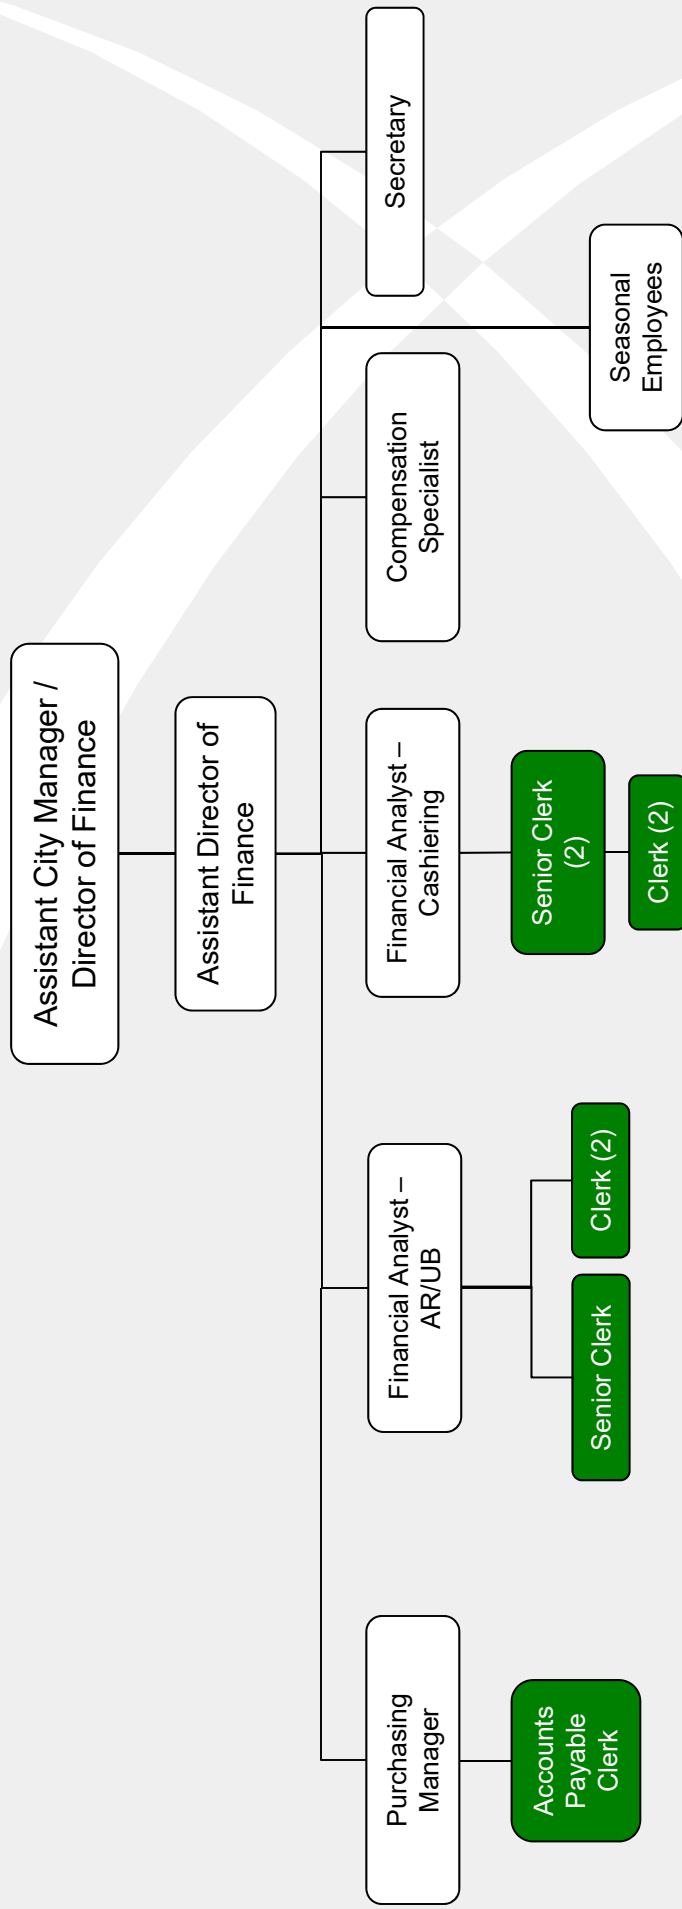 Assistant City Manager /
Director of Finance
Assistant Director of
Finance
Purchasing
Manager
Financial Analyst –
AR/UB
Financial Analyst –
Cashiering
Compensation
Specialist
Secretary
Accounts
Payable
Clerk
Senior Clerk
Clerk (2)
Senior Clerk
(2)
Clerk (2)
Seasonal
Employees